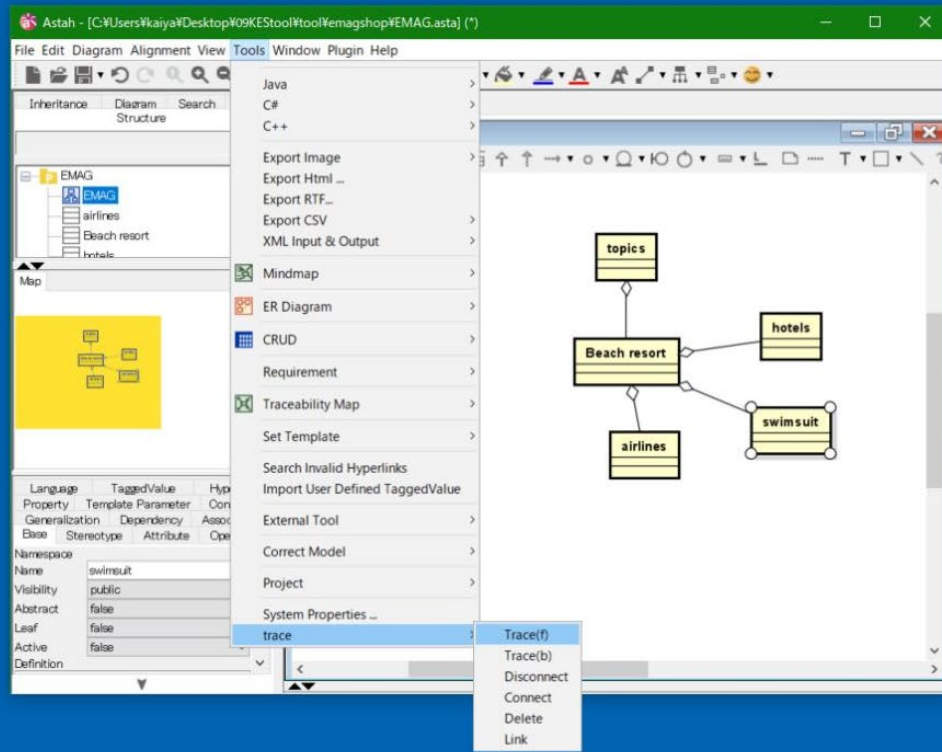 Astah - [C:¥Users¥kaiya¥Desktop¥09KEStool¥tool¥emagshop¥EMAG.asta] (*)
File Edit Diagram Alignment View Tools Window Plugin Help
Inheritance Diagram Search
Structure
EMAG
EMAG
airlines
Beach resort
hotels
Map
Language TaggedValue
Property Template Parameter
Generalization Dependency
Base Stereotype Attribute
Namespace
Name swimsuit
Visibility public
Abstract false
Leaf false
Active false
Definition
Java
C#
C++
Export Image
Export Html ...
Export RTF...
Export CSV
XML Input & Output
Mindmap
ER Diagram
CRUD
Requirement
Traceability Map
Set Template
Search Invalid Hyperlinks
Import User Defined TaggedValue
External Tool
Correct Model
Project
System Properties ...
trace
Trace(f)
Trace(b)
Disconnect
Connect
Delete
Link
topics
hotels
Beach resort
swimsuit
airlines